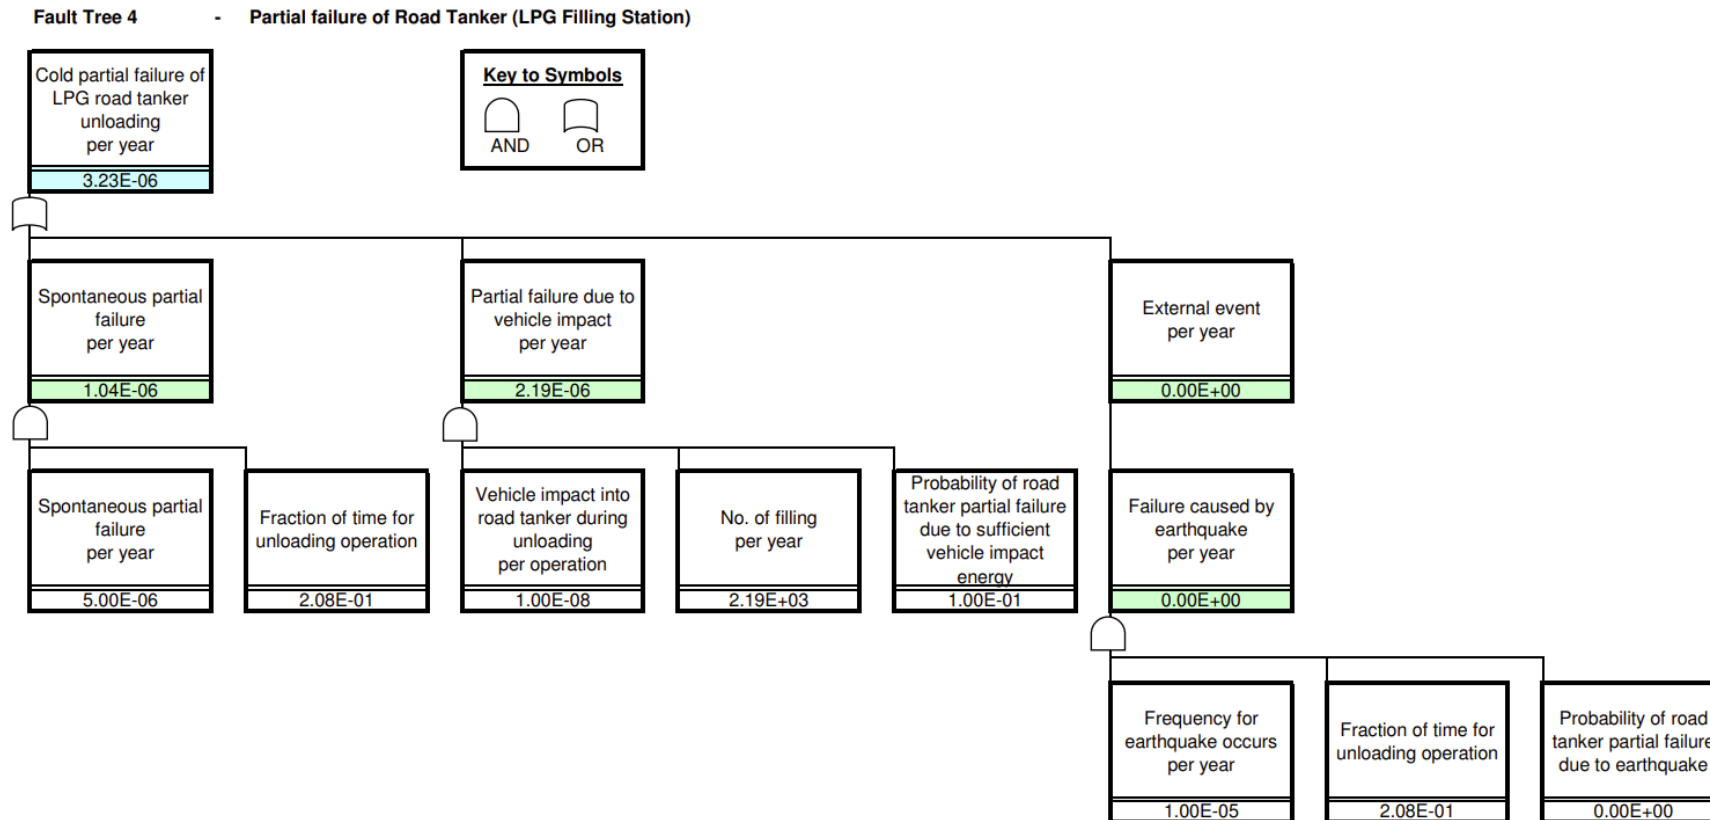 Fault Tree 4 - Partial failure of Road Tanker (LPG Filling Station)
Cold partial failure of
LPG road tanker
unloading
per year
3.23E-06
Key to Symbols
AND OR
Spontaneous partial
failure
per year
1.04E-06
Partial failure due to
vehicle impact
per year
2.19E-06
External event
per year
0.00E+00
Spontaneous partial
failure
per year
5.00E-06
Fraction of time for
unloading operation
2.08E-01
Vehicle impact into
road tanker during
unloading
per operation
1.00E-08
No. of filling
per year
2.19E+03
Probability of road
tanker partial failure
due to sufficient
vehicle impact
energy
1.00E-01
Failure caused by
earthquake
per year
0.00E+00
Frequency for
earthquake occurs
per year
1.00E-05
Fraction of time for
unloading operation
2.08E-01
Probability of road
tanker partial failure
due to earthquake
0.00E+00